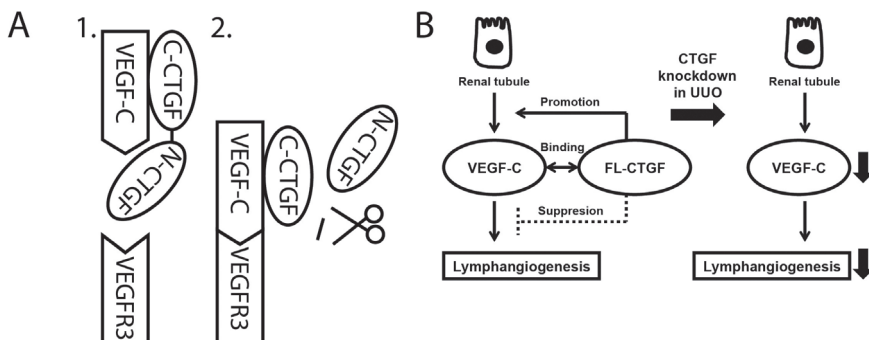 A
1.
2.
VEGF-C
C-CTGF
N-CTGF
VEGFR3
VEGF-C
C-CTGF
N-CTGF
VEGFR3
B
Renal tubule
Promotion
Binding
VEGF-C
FL-CTGF
Suppresion
Lymphangiogenesis
CTGF
knockdown
in UUO
Renal tubule
VEGF-C
Lymphangiogenesis